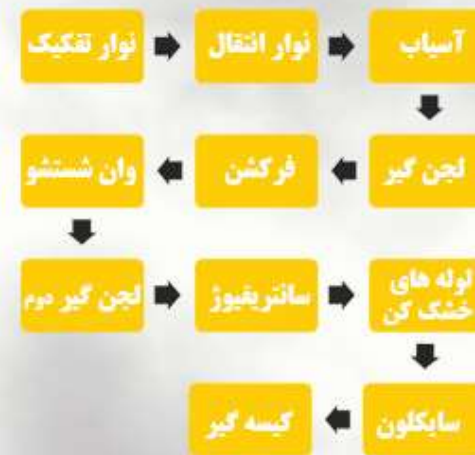 نوار تفکیک
نوار انتقال
آسیاب
لجن گیر
فرکشن
وان شستشو
لجن گیر دوم
سانتریفیوژ
لوله های
خشک کن
سایکلون
کیسه گیر